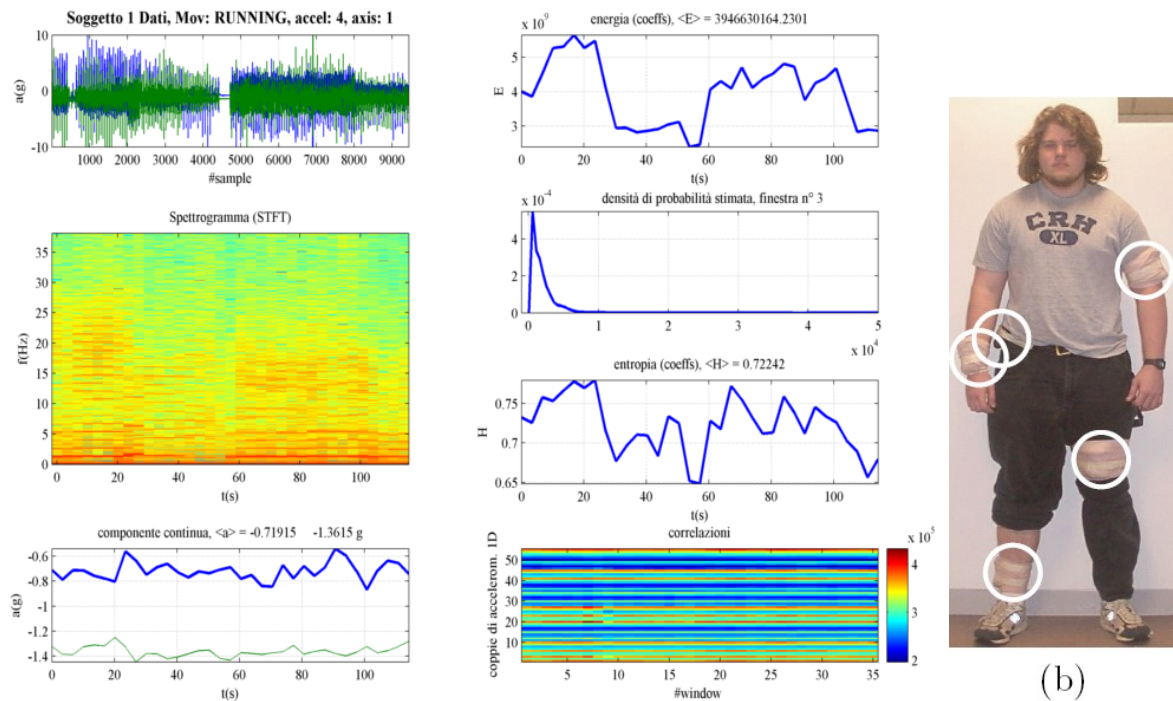 Soggetto 1 Dati, Mov: RUNNING, accel: 4, axis: 1
10
0
-10
a(g)
1000 2000 3000 4000 5000 6000 7000 8000 9000
#sample
Spettrogramma (STFT)
35
30
25
20
15
10
5
0
f(Hz)
0 20 40 60 80 100
t(s)
componente continua, <a> = -0.71915 -1.3615 g
-0.6
-0.8
-1
-1.2
-1.4
a(g)
0 20 40 60 80 100
t(s)
energia (coeffs), <E> = 3946630164.2301
x 10^9
5
4
3
E
0 20 40 60 80 100
t(s)
densità di probabilità stimata, finestra n° 3
x 10^-4
4
2
0
0 1 2 3 4 5
x 10^4
entropia (coeffs), <H> = 0.72242
0.75
0.7
0.65
H
0 20 40 60 80 100
t(s)
correlazioni
x 10^5
50
40
30
20
10
coppie di accelerom. 1D
5 10 15 20 25 30 35
#window
4
3
2
CRH
XL
(b)